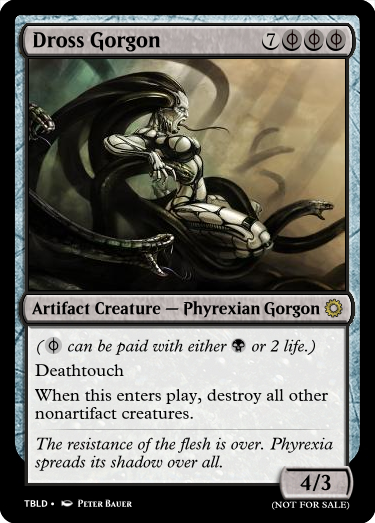 Dross Gorgon 7ΦΦΦ
Artifact Creature — Phyrexian Gorgon
(Φ can be paid with either or 2 life.)
Deathtouch
When this enters play, destroy all other
nonartifact creatures.
The resistance of the flesh is over. Phyrexia
spreads its shadow over all.
4/3
TBLD • Peter Bauer
(NOT FOR SALE)